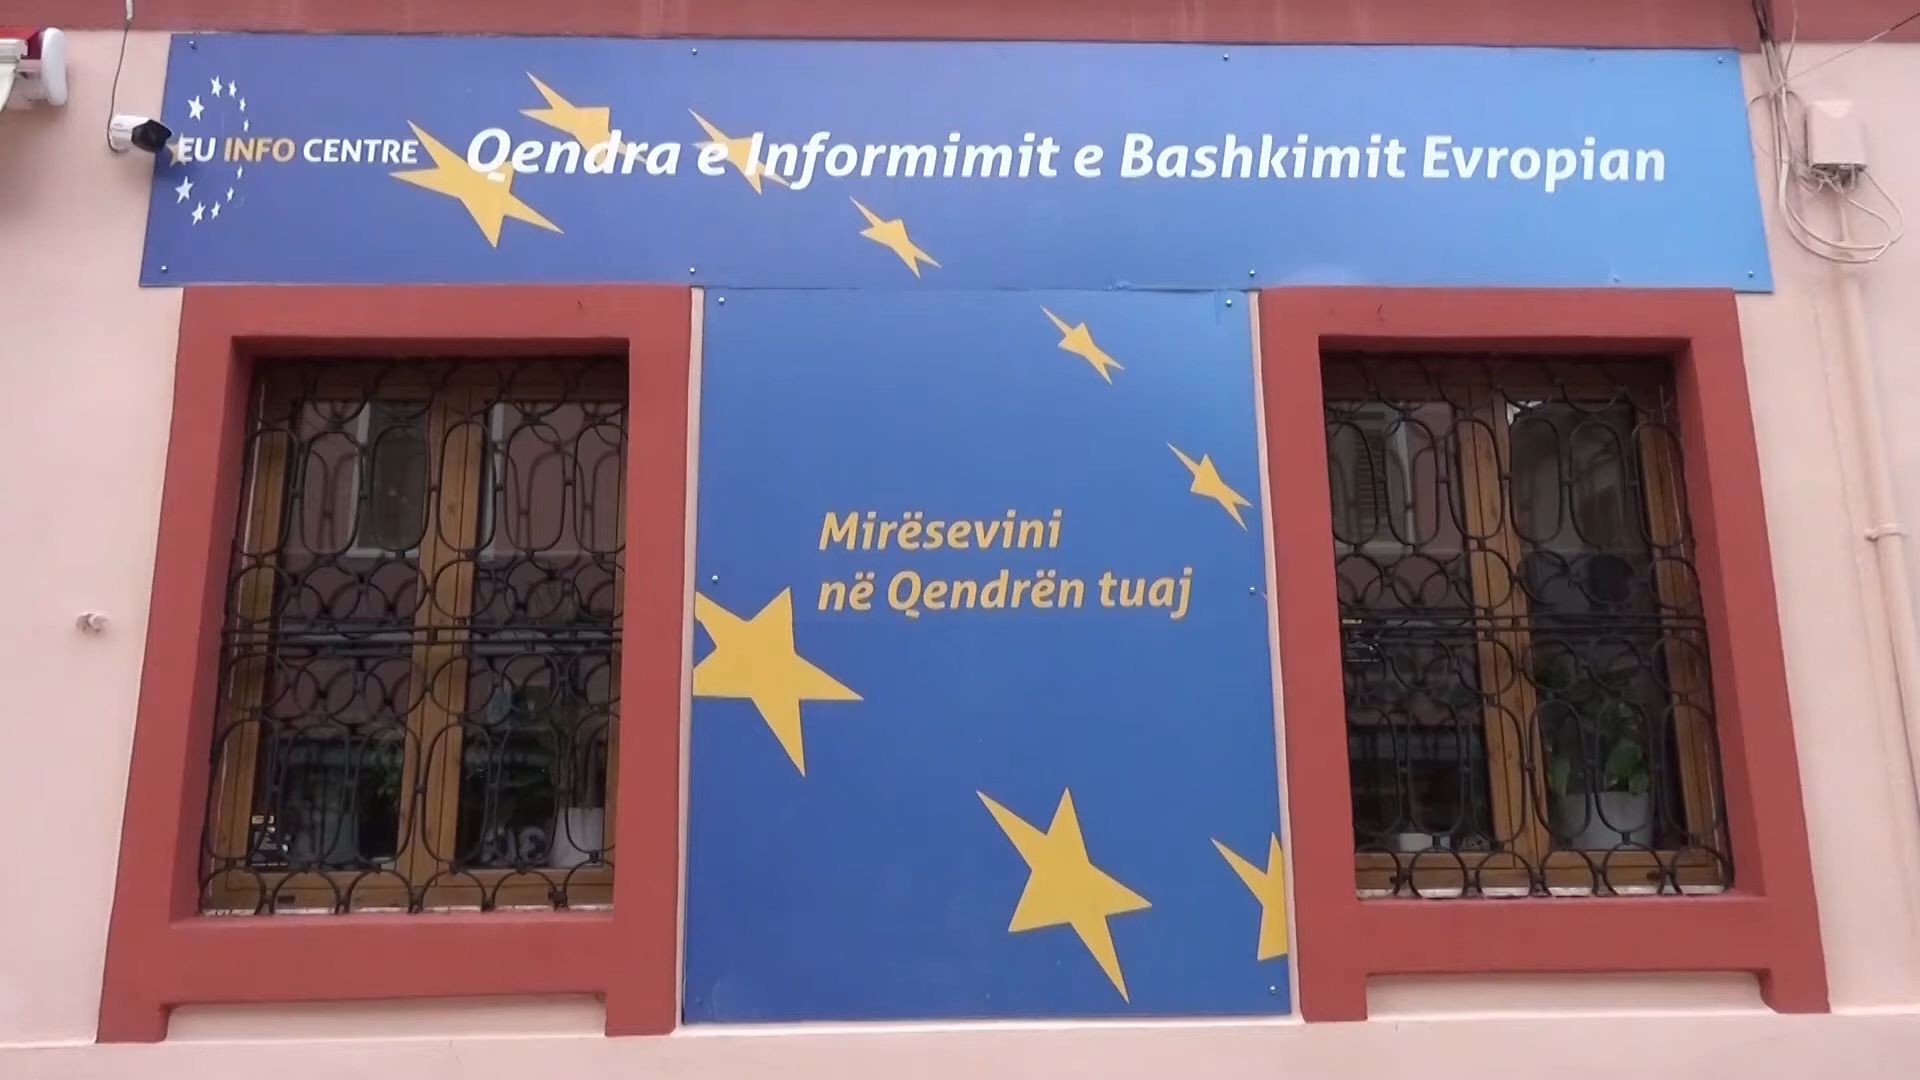 EU INFO CENTRE
Qendra e Informimit e Bashkimit Evropian
Mirësevini
në Qendrën tuaj